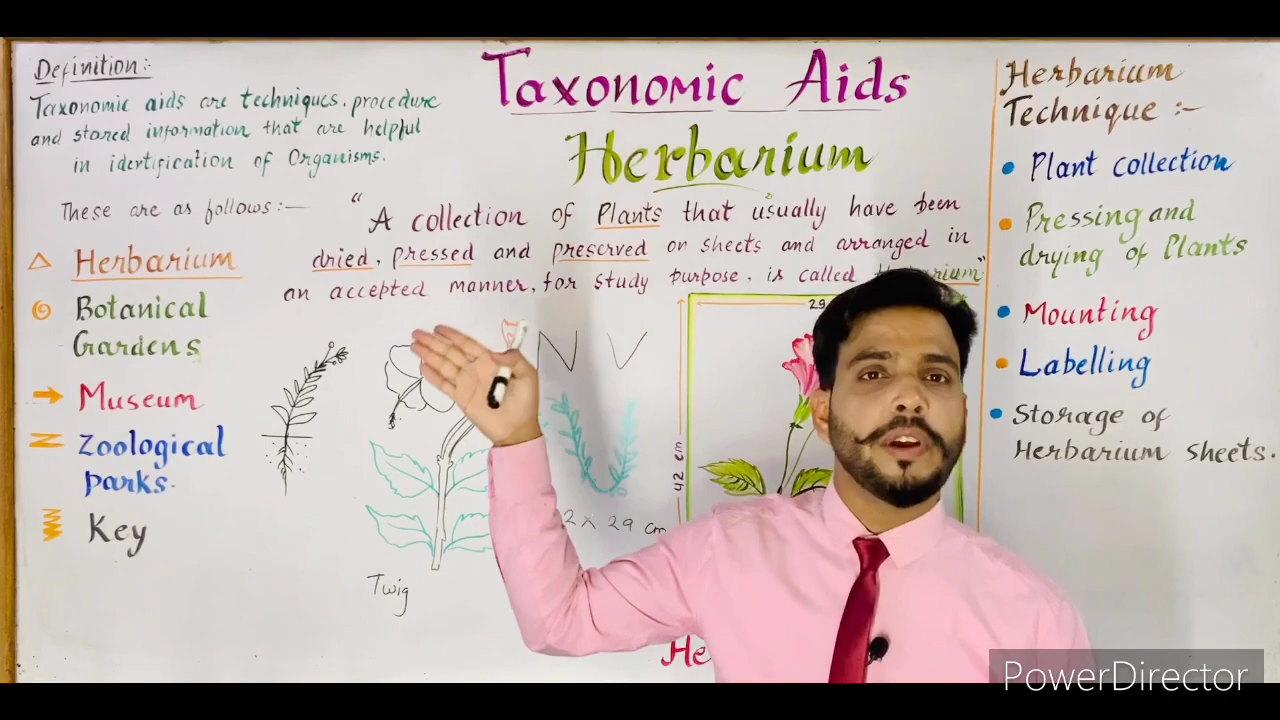 Definition:-
Taxonomic aids are techniques, procedure
and stored information that are helpful
in identification of Organisms.
These are as follows:-
Herbarium
Botanical
Gardens
Museum
Zoological
parks.
Key
Taxonomic Aids
Herbarium
"A collection of Plants that usually have been
dried, pressed and preserved on sheets and arranged in
an accepted manner, for study purpose, is called
N V
29
42 cm
2 x 29 cm
Twig
He
Herbarium
Technique:-
Plant collection
Pressing and
drying of Plants
Mounting
Labelling
Storage of
Herbarium sheets.
PowerDirector